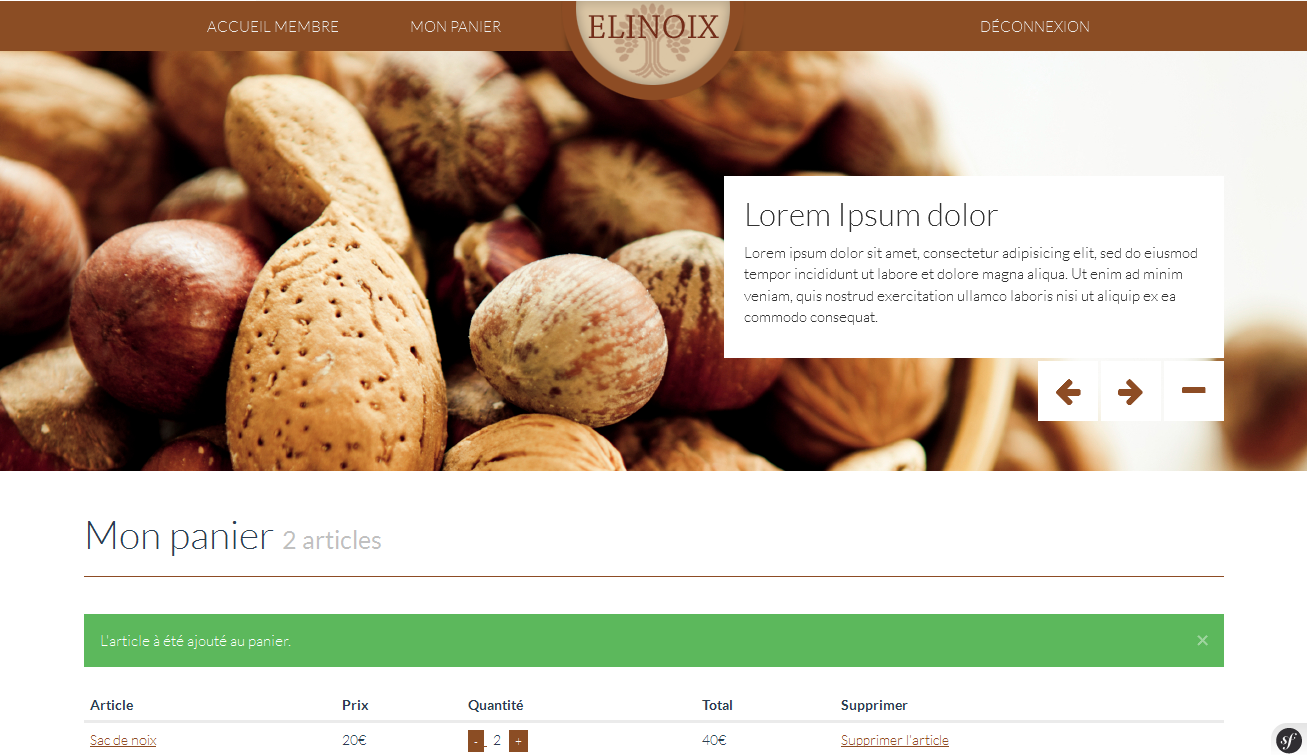 ACCUEIL MEMBRE MON PANIER ELINOIX DÉCONNEXION
Lorem Ipsum dolor
Lorem ipsum dolor sit amet, consectetur adipisicing elit, sed do eiusmod
tempor incididunt ut labore et dolore magna aliqua. Ut enim ad minim
veniam, quis nostrud exercitation ullamco laboris nisi ut aliquip ex ea
commodo consequat.
Mon panier 2 articles
L'article à été ajouté au panier. ×
Article Prix Quantité Total Supprimer
Sac de noix 20€ - 2 + 40€ Supprimer l'article
sf